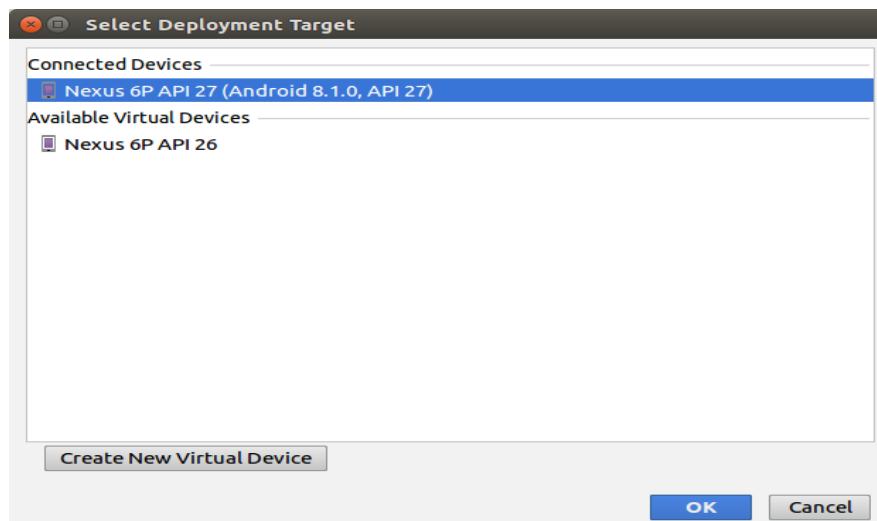 Select Deployment Target
Connected Devices
Nexus 6P API 27 (Android 8.1.0, API 27)
Available Virtual Devices
Nexus 6P API 26
Create New Virtual Device
OK Cancel